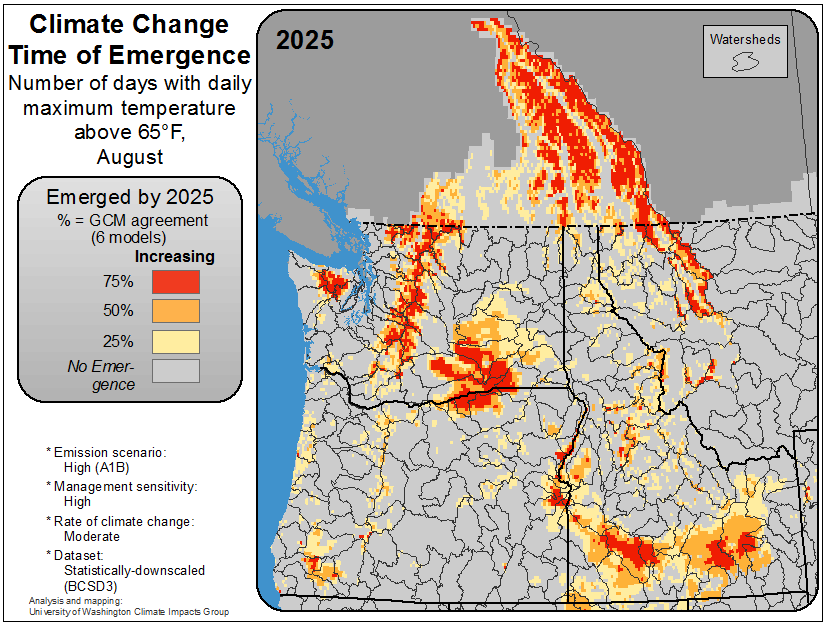 Climate Change
Time of Emergence
Number of days with daily
maximum temperature
above 65°F,
August
Emerged by 2025
% = GCM agreement
(6 models)
Increasing
75%
50%
25%
No Emer-
gence
* Emission scenario:
High (A1B)
* Management sensitivity:
High
* Rate of climate change:
Moderate
* Dataset:
Statistically-downscaled
(BCSD3)
Analysis and mapping:
University of Washington Climate Impacts Group
2025
Watersheds